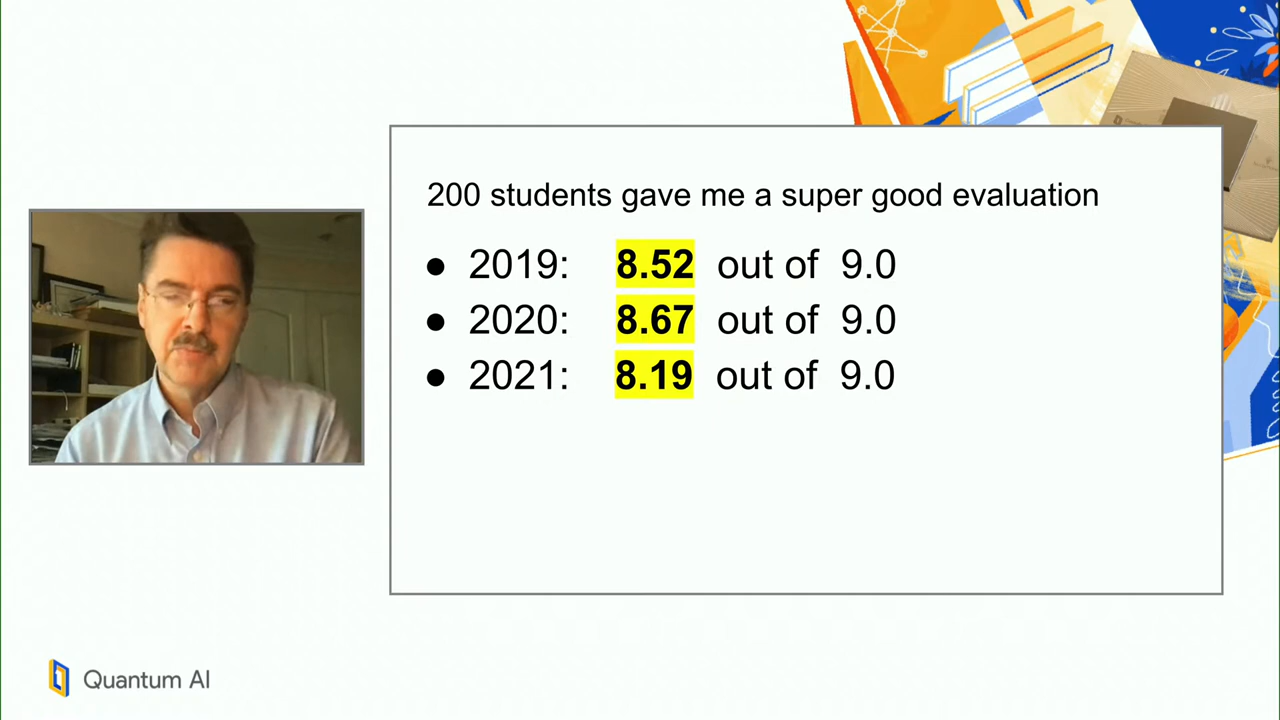 200 students gave me a super good evaluation
● 2019: 8.52 out of 9.0
● 2020: 8.67 out of 9.0
● 2021: 8.19 out of 9.0
Quantum AI